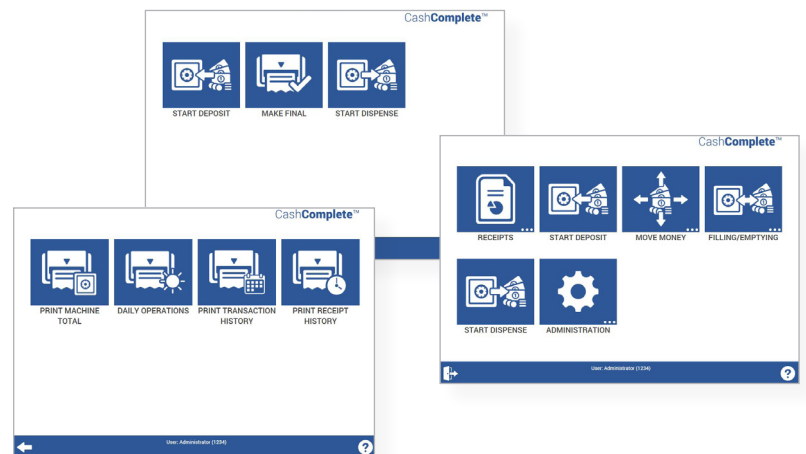 CashComplete™
START DEPOSIT
MAKE FINAL
START DISPENSE
CashComplete™
RECEIPTS
START DEPOSIT
MOVE MONEY
FILLING/EMPTYING
START DISPENSE
ADMINISTRATION
User: Administrator (1234)
?
CashComplete™
PRINT MACHINE
TOTAL
DAILY OPERATIONS
PRINT TRANSACTION
HISTORY
PRINT RECEIPT
HISTORY
User: Administrator (1234)
?